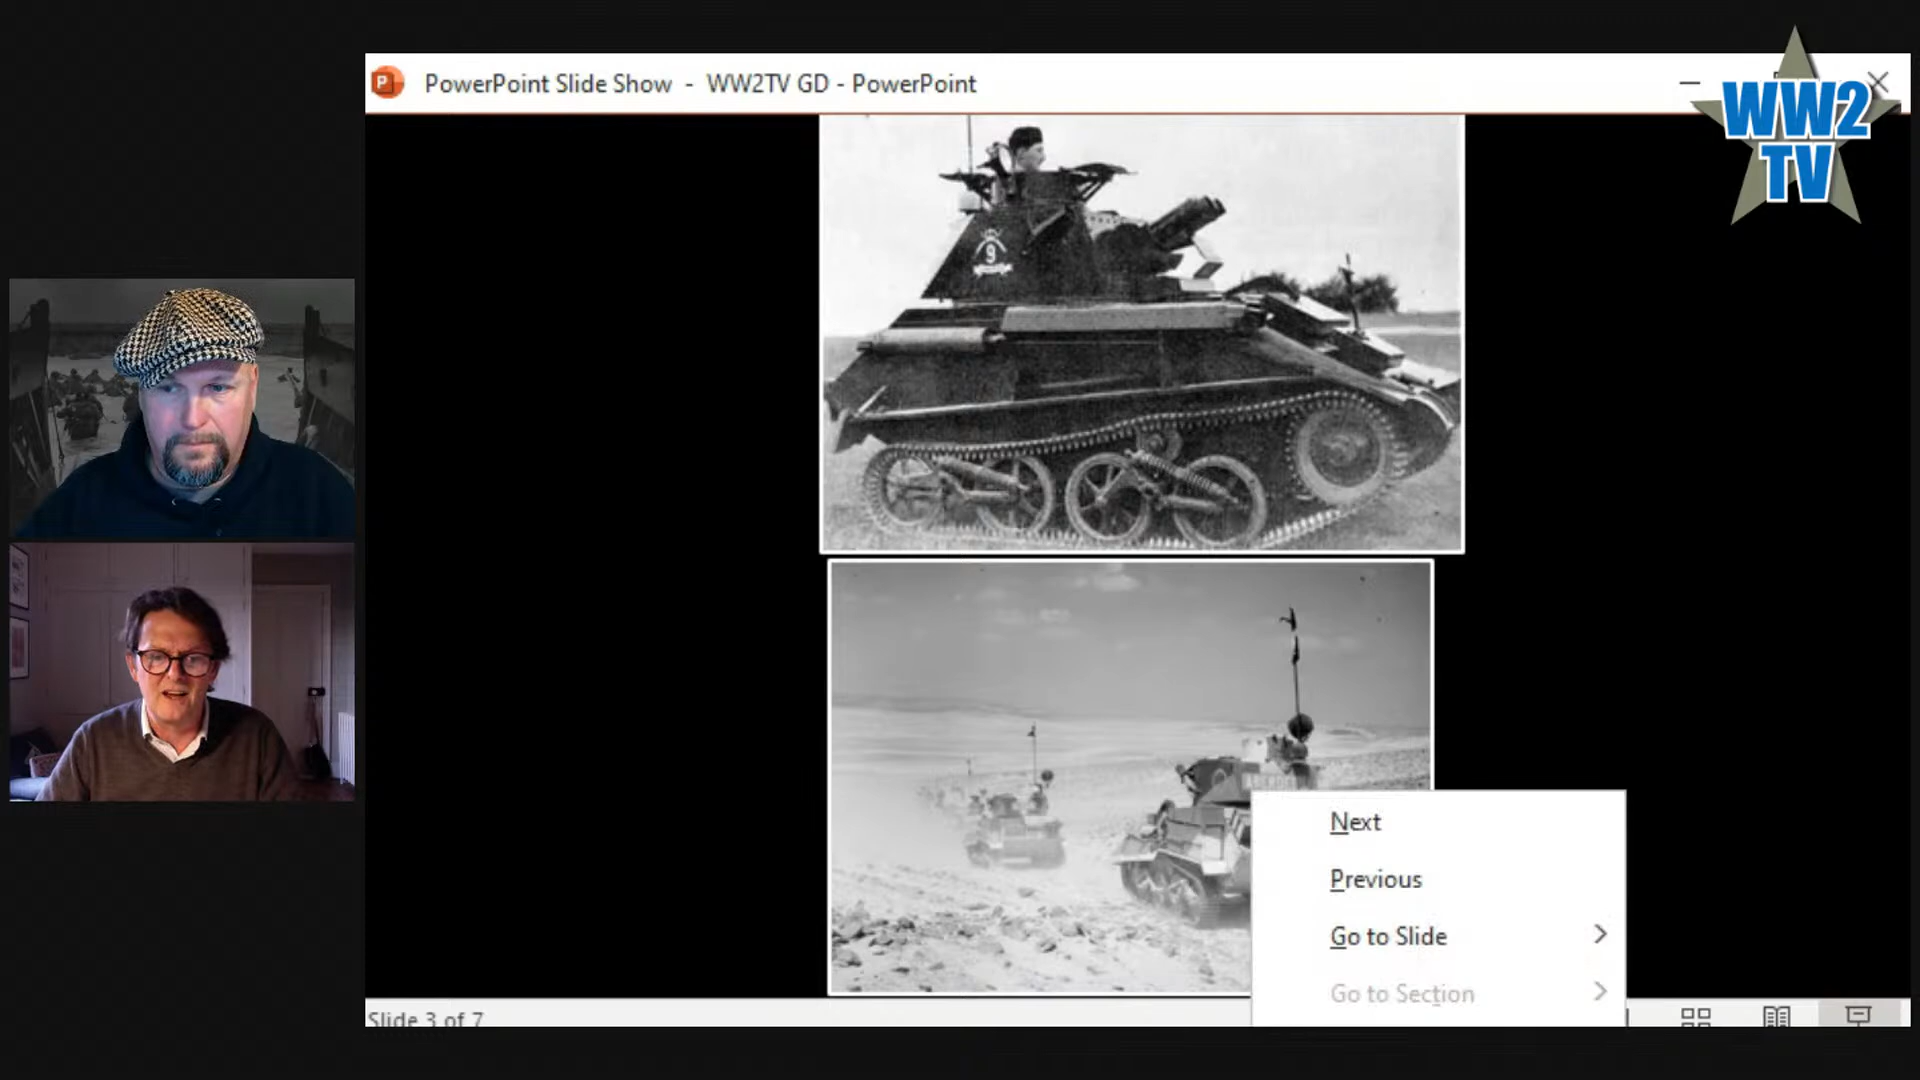 PowerPoint Slide Show - WW2TV GD - PowerPoint
WW2
TV
9
Next
Previous
Go to Slide
Go to Section
Slide 3 of 7